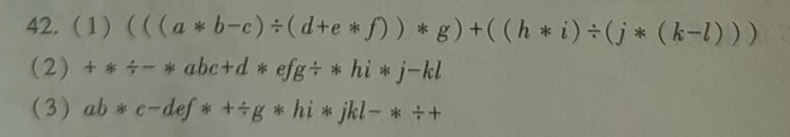 42. (1) (((a * b-c)÷(d+e * f)) * g)+((h * i)÷(j * (k-l)))
(2) + * ÷- * abc+d * efg÷ * hi * j-kl
(3) ab * c-def * +÷g * hi * jkl- * ÷+